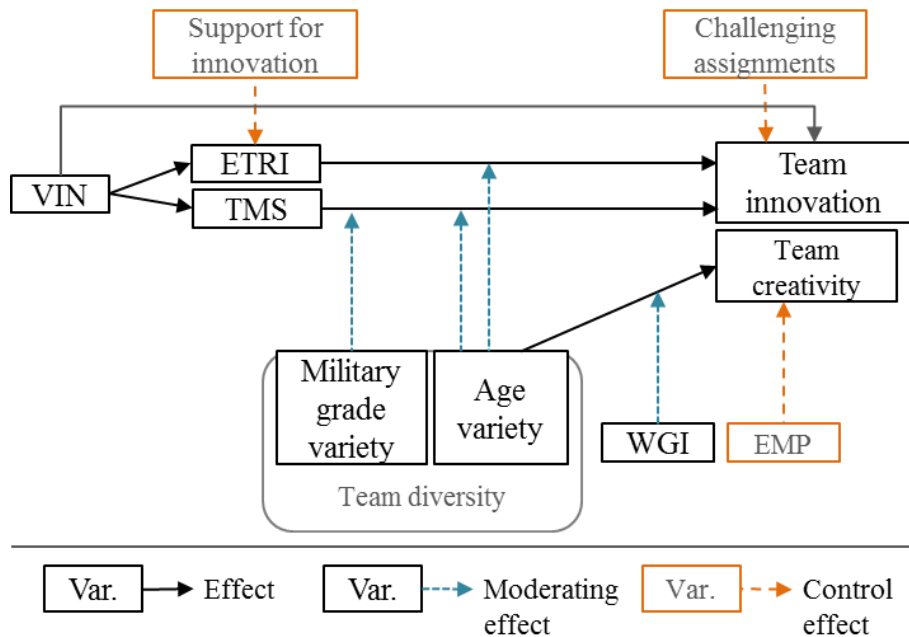 Support for
innovation
Challenging
assignments
ETRI
VIN
TMS
Team
innovation
Team
creativity
Military
grade
variety
Age
variety
WGI
EMP
Team diversity
Var.
Effect
Var.
Moderating
effect
Var.
Control
effect